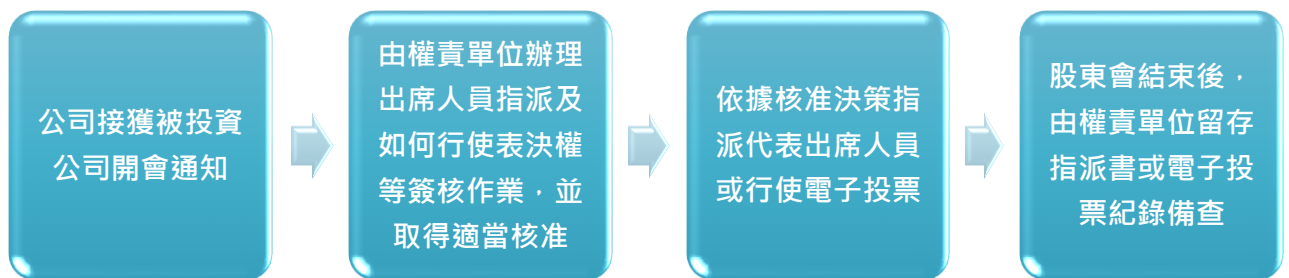 公司接獲被投資
公司開會通知
由權責單位辦理
出席人員指派及
如何行使表決權
等簽核作業，並
取得適當核准
依據核准決策指
派代表出席人員
或行使電子投票
股東會結束後，
由權責單位留存
指派書或電子投
票紀錄備查